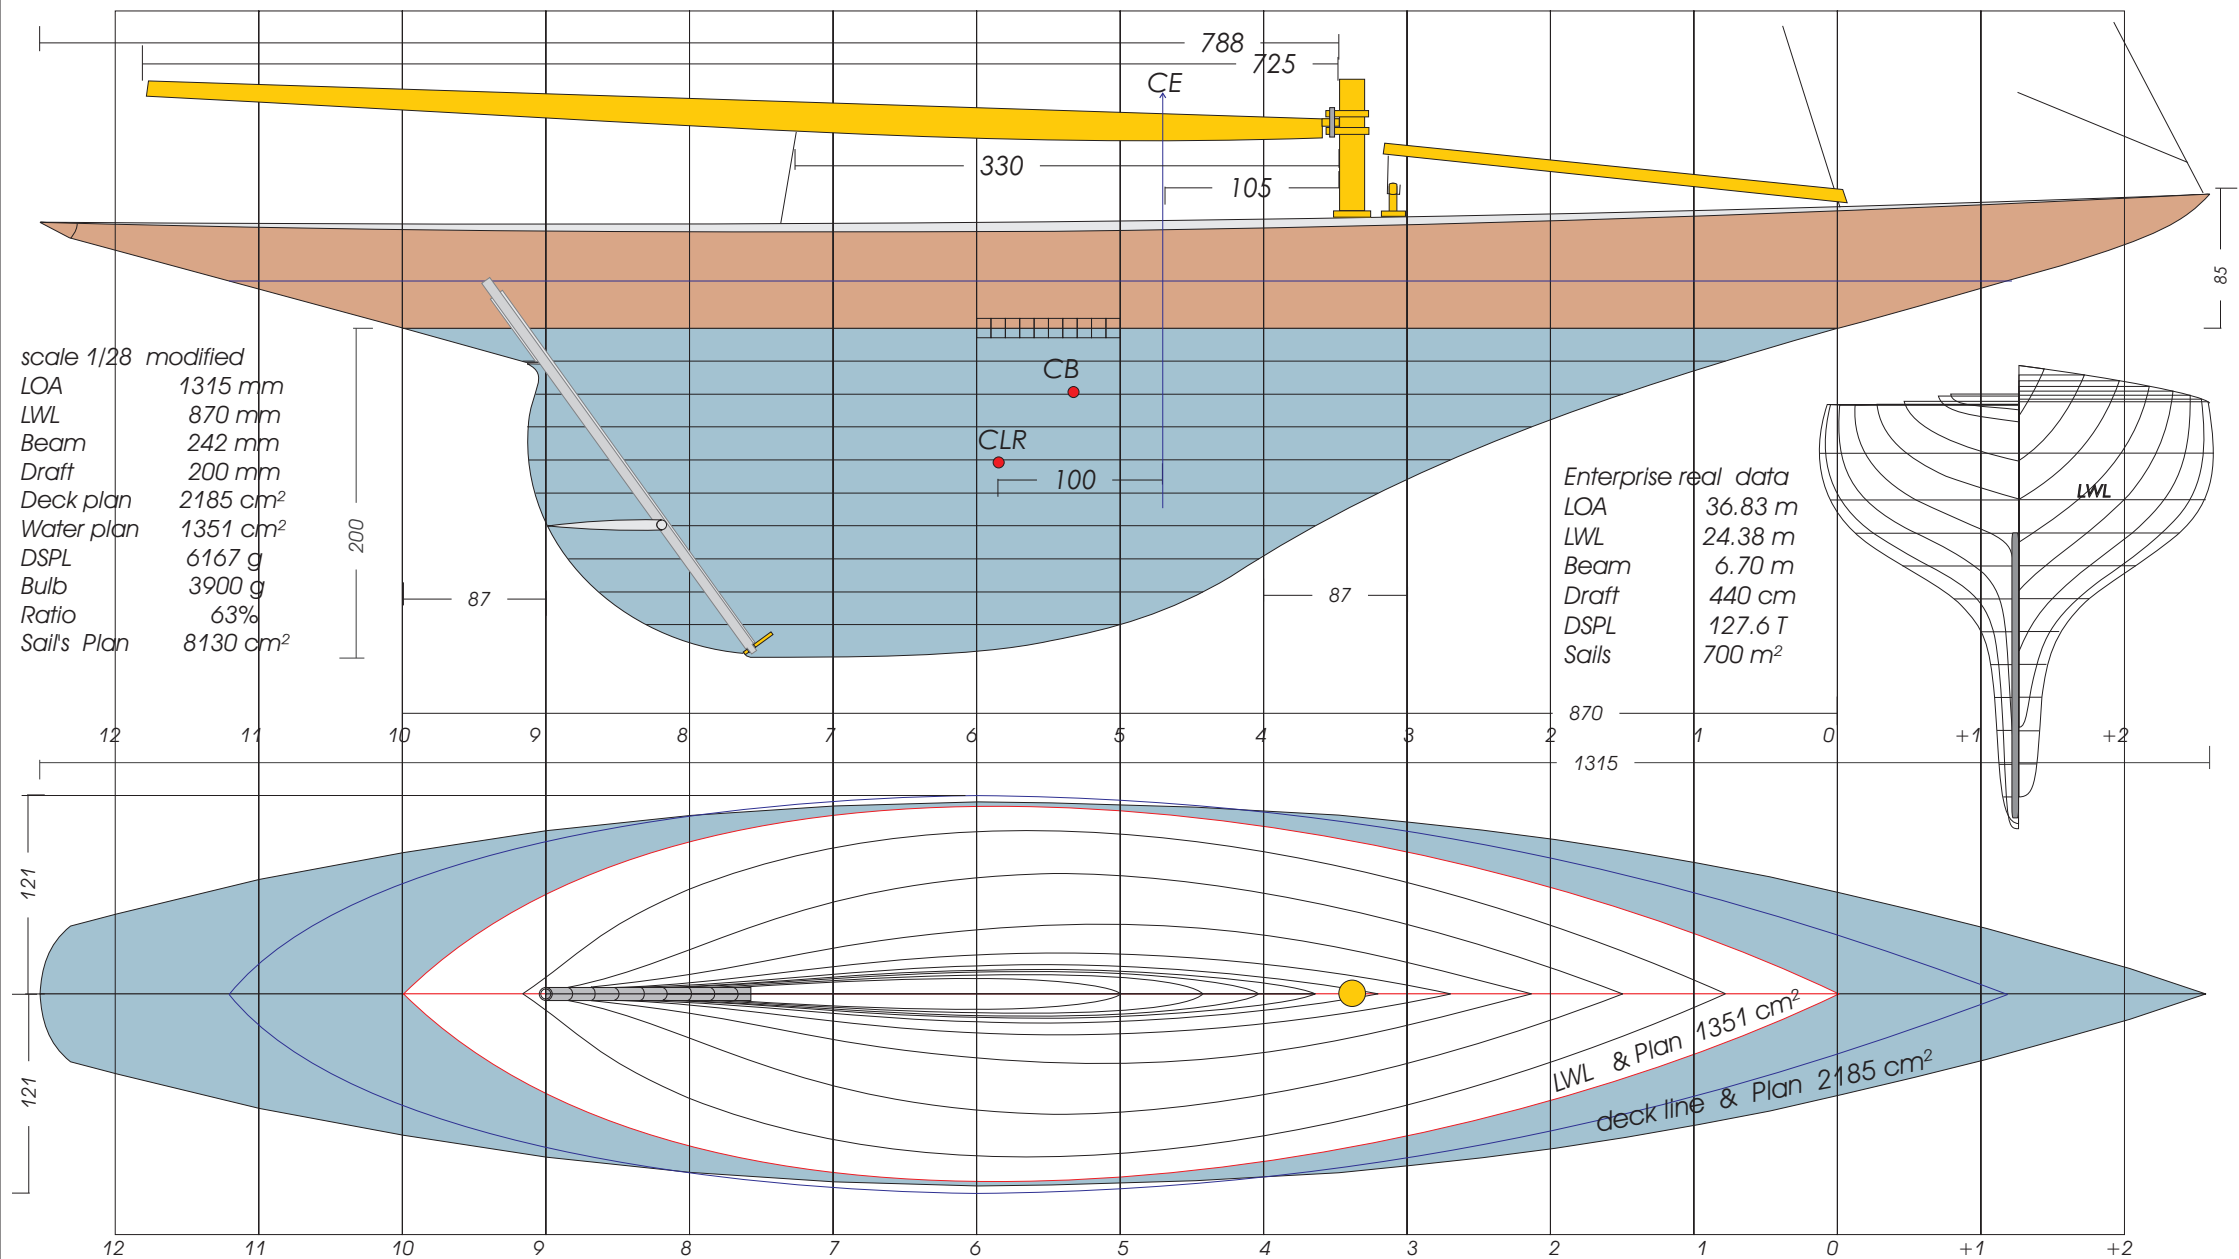 788
725
CE
330
105
85
scale 1/28 modified
LOA 1315 mm
LWL 870 mm
Beam 242 mm
Draft 200 mm
Deck plan 2185 cm²
Water plan 1351 cm²
DSPL 6167 g
Bulb 3900 g
Ratio 63%
Sail's Plan 8130 cm²
200
CB
CLR
100
87
87
Enterprise real data
LOA 36.83 m
LWL 24.38 m
Beam 6.70 m
Draft 440 cm
DSPL 127.6 T
Sails 700 m²
LWL
870
12 11 10 9 8 7 6 5 4 3 2 1 0 +1 +2
1315
121
121
LWL & Plan 1351 cm²
deck line & Plan 2185 cm²
12 11 10 9 8 7 6 5 4 3 2 1 0 +1 +2